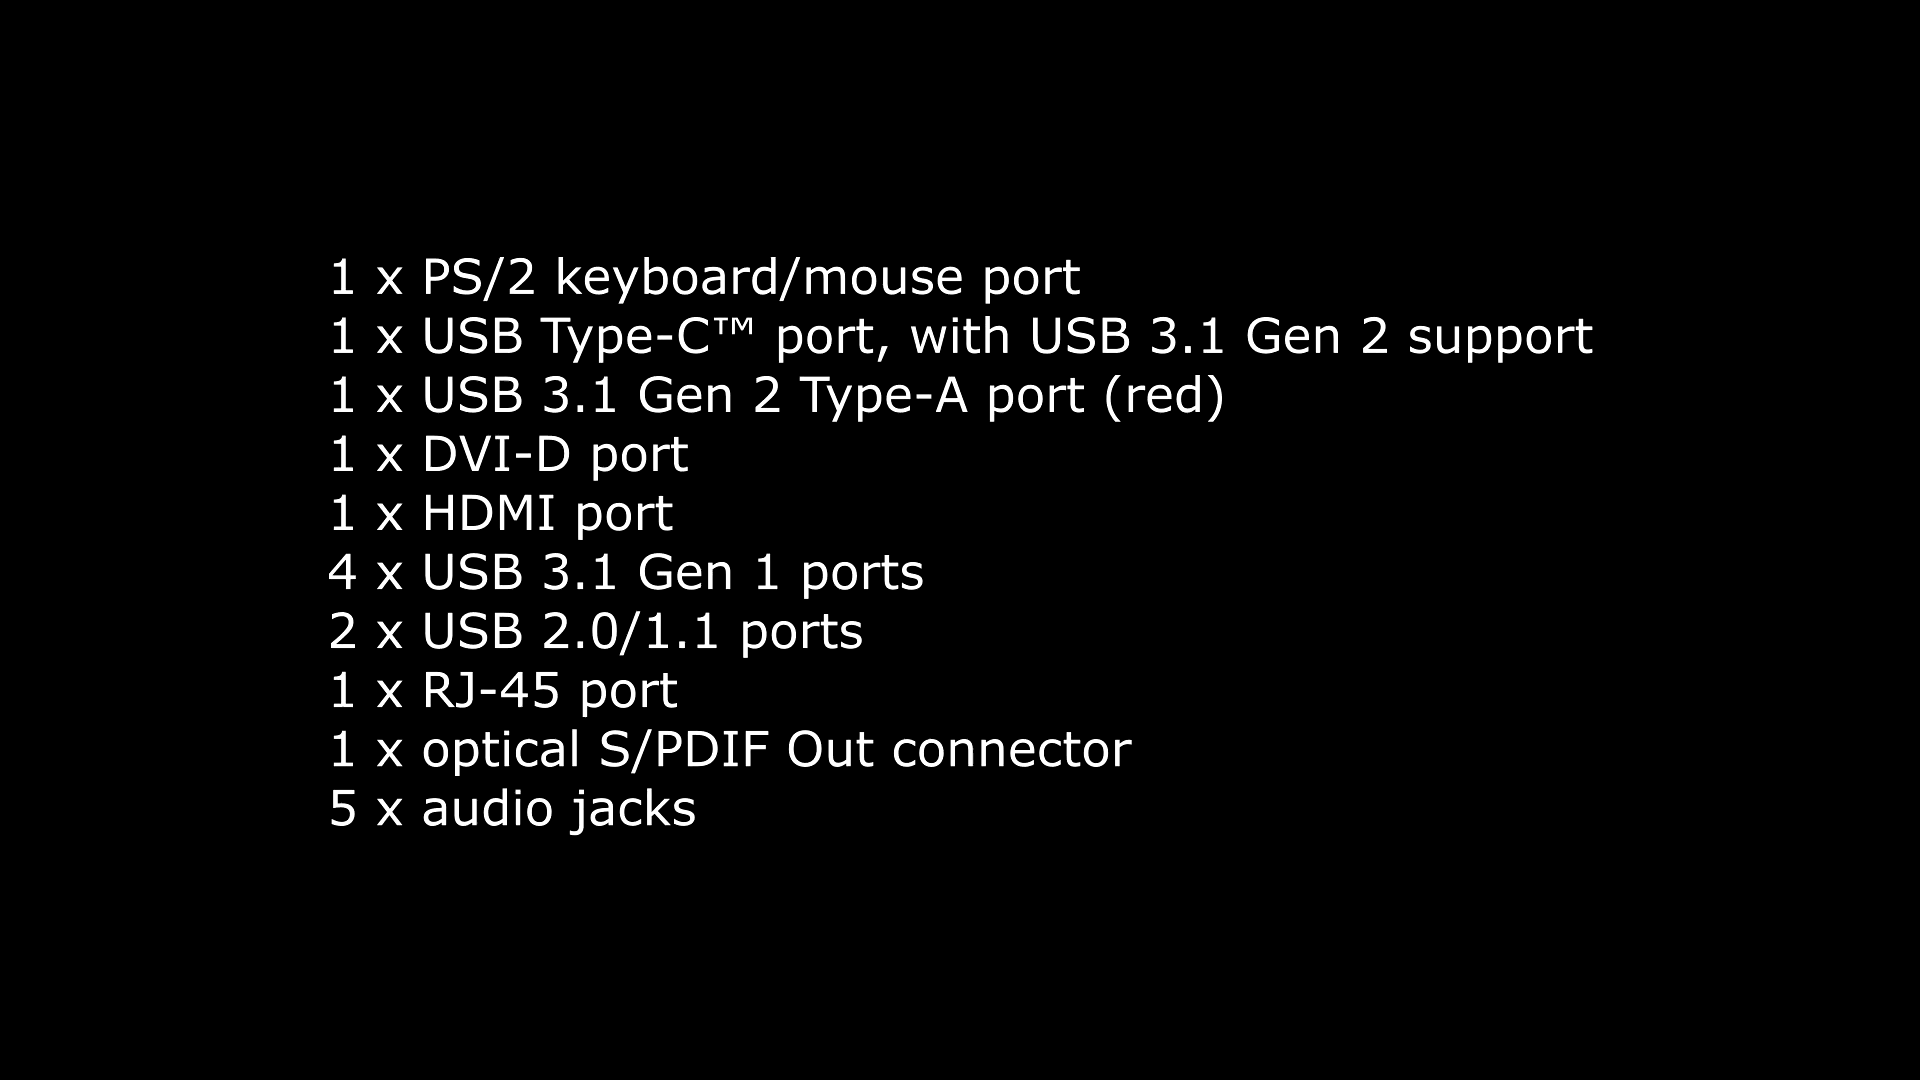 1 x PS/2 keyboard/mouse port
1 x USB Type-C™ port, with USB 3.1 Gen 2 support
1 x USB 3.1 Gen 2 Type-A port (red)
1 x DVI-D port
1 x HDMI port
4 x USB 3.1 Gen 1 ports
2 x USB 2.0/1.1 ports
1 x RJ-45 port
1 x optical S/PDIF Out connector
5 x audio jacks